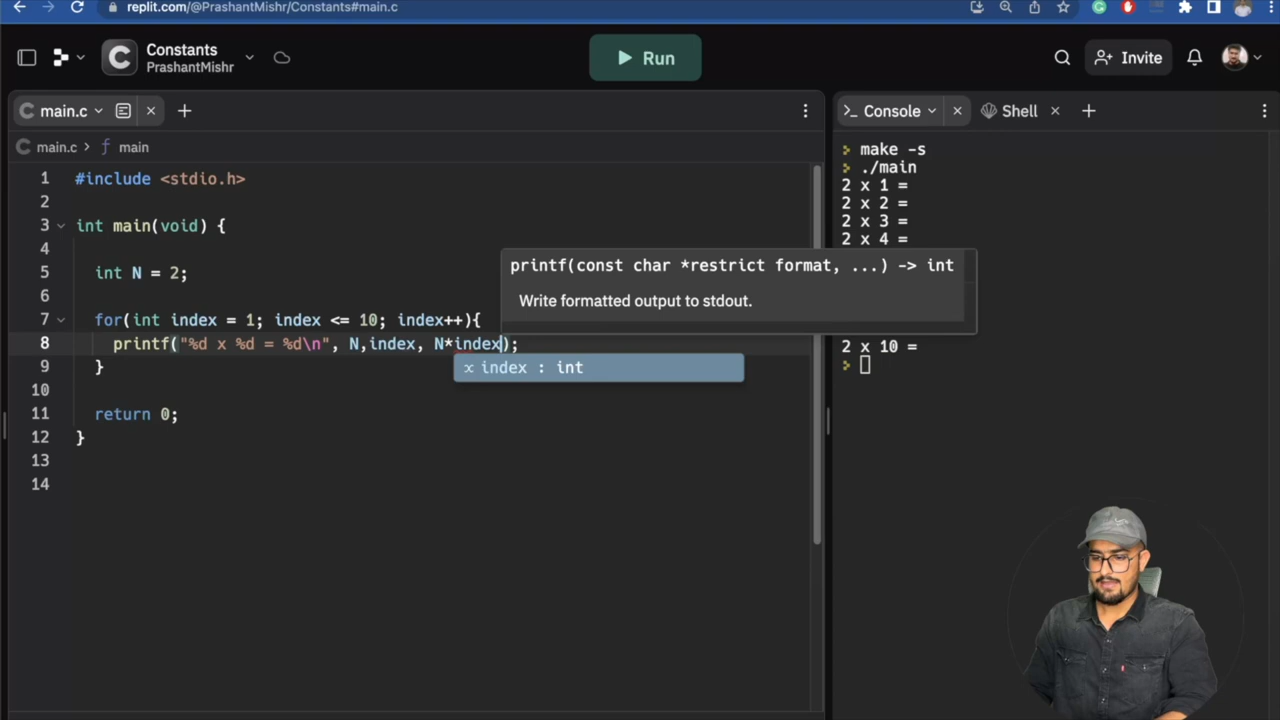 replit.com/@PrashantMishr/Constants#main.c
Constants
PrashantMishr
Run
Invite
main.c
Console
Shell
main.c > main
1 #include <stdio.h>
2
3 int main(void) {
4
5 int N = 2;
6
7 for(int index = 1; index <= 10; index++){
8 printf("%d x %d = %d\n", N,index, N*index);
9 }
10
11 return 0;
12 }
13
14
printf(const char *restrict format, ...) -> int
Write formatted output to stdout.
x index : int
make -s
./main
2 x 1 =
2 x 2 =
2 x 3 =
2 x 4 =
2 x 10 =